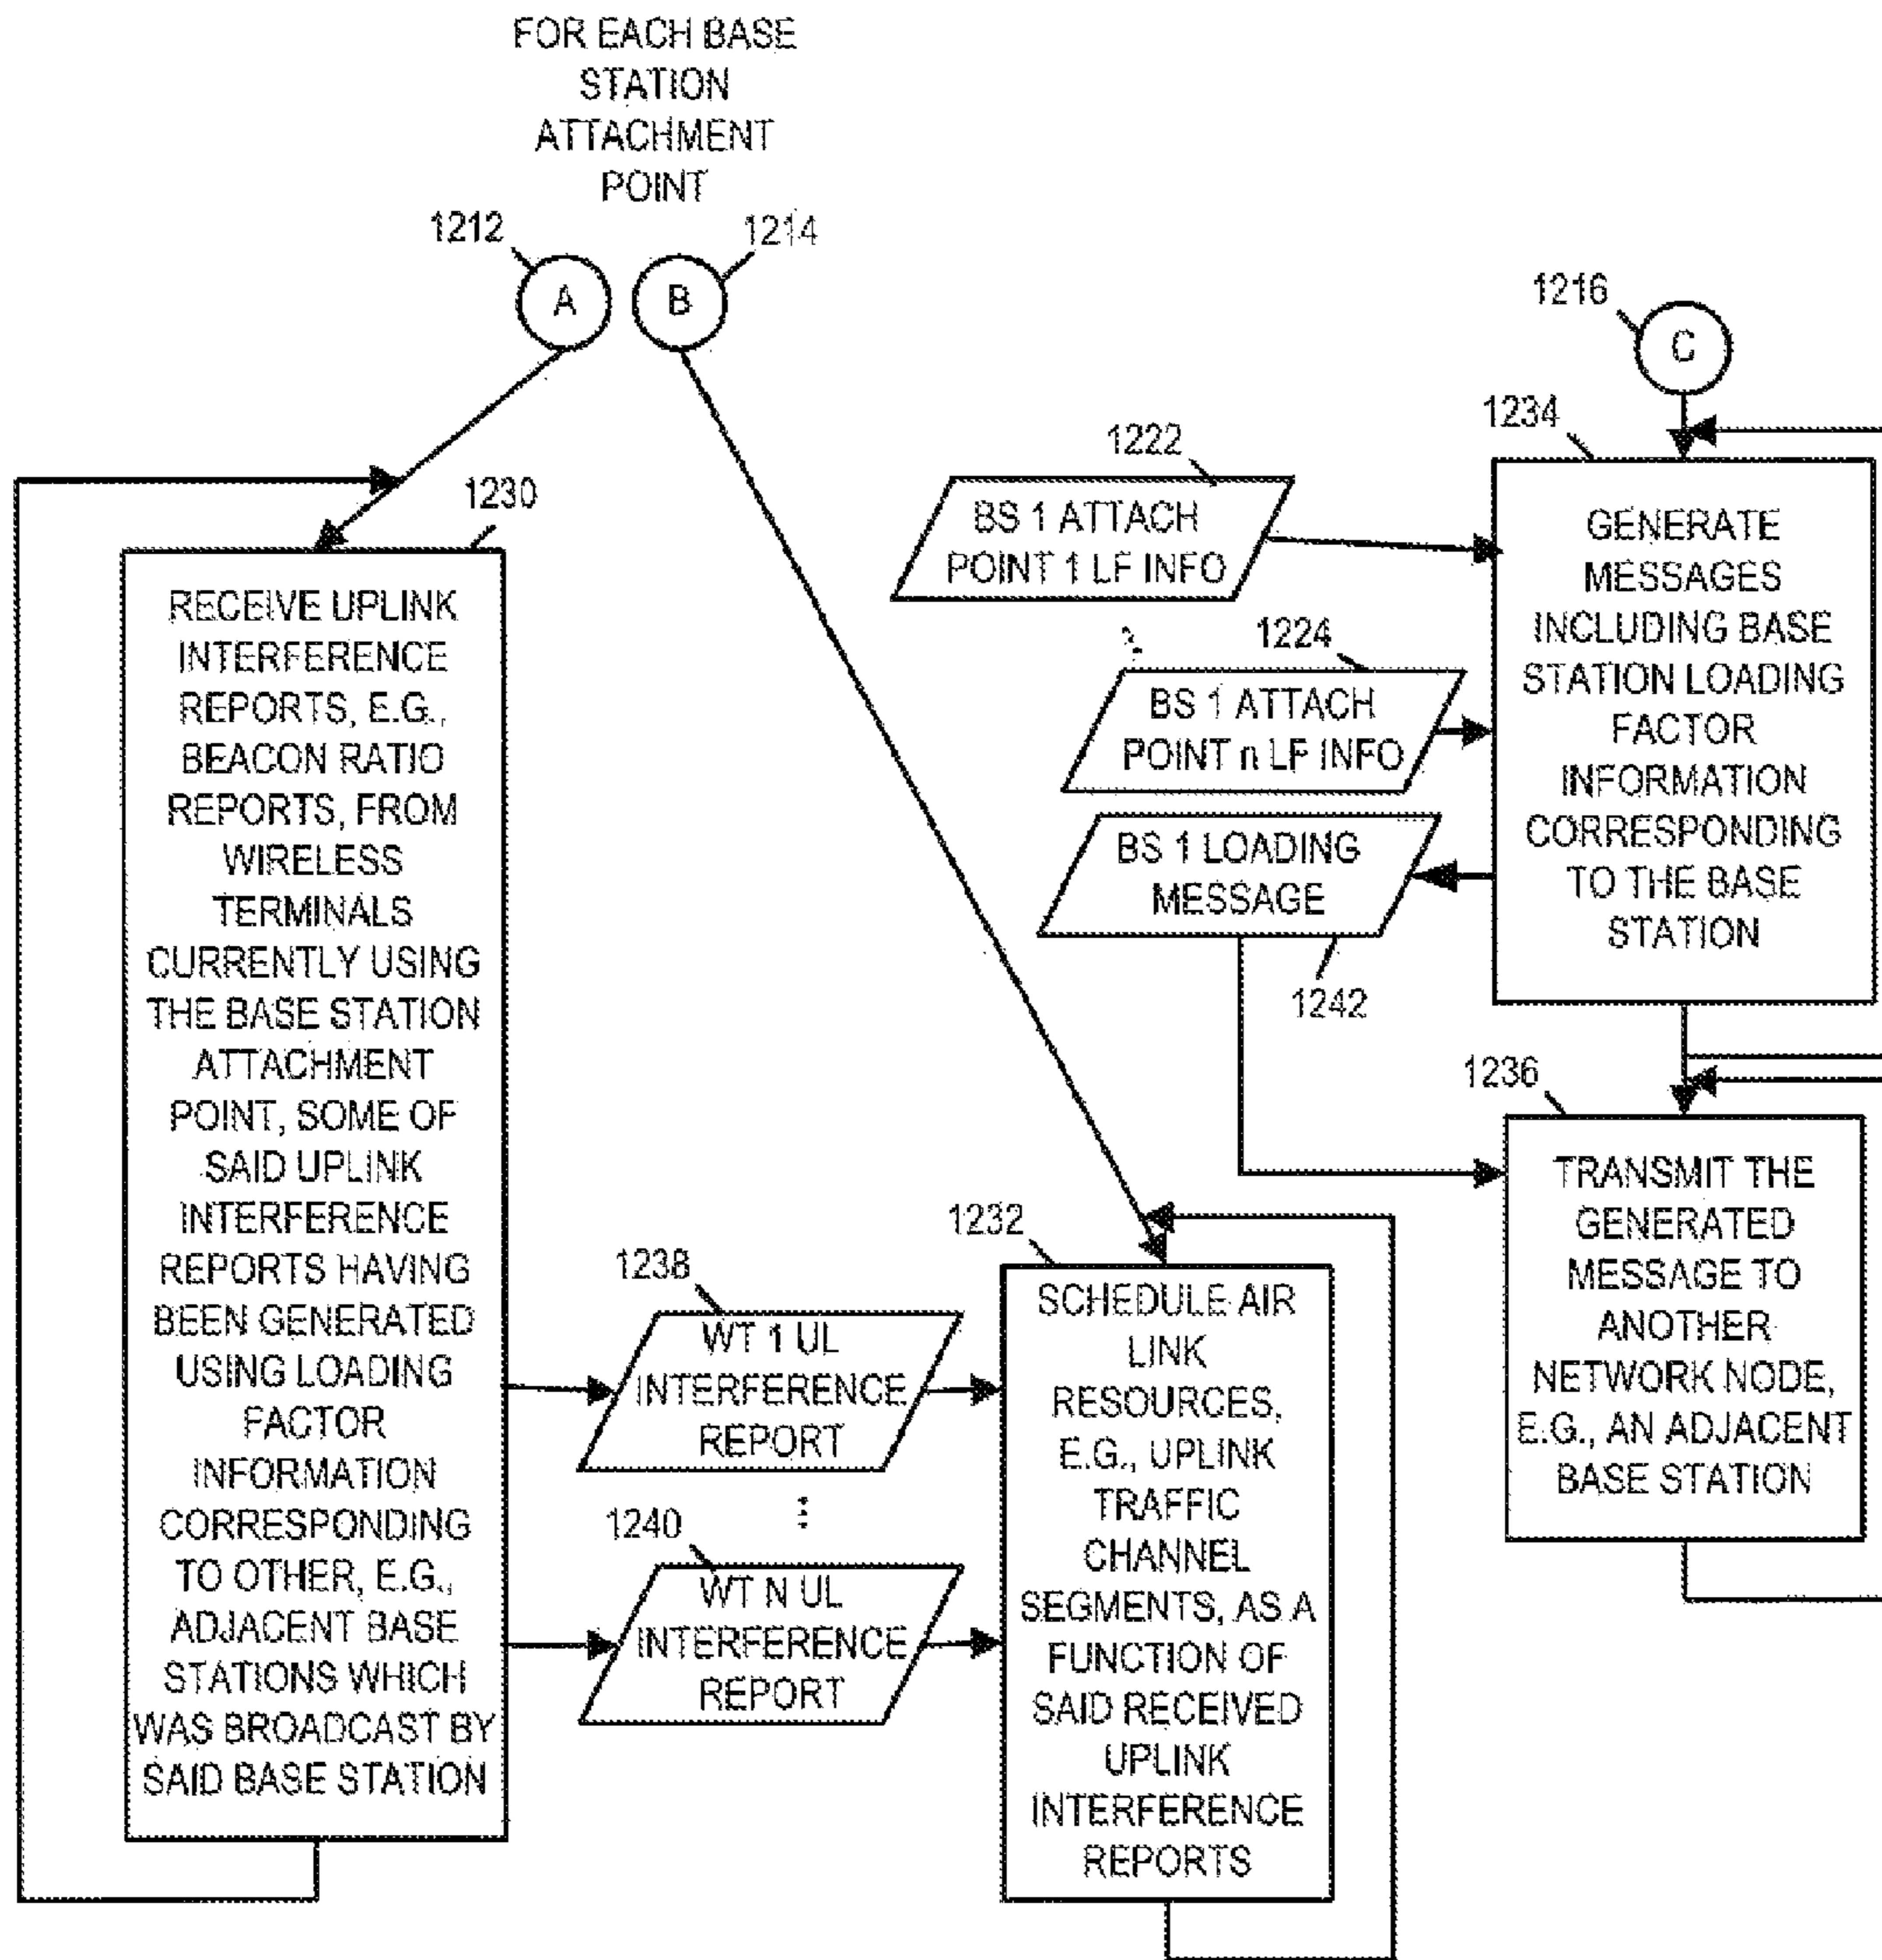 FOR EACH BASE
STATION
ATTACHMENT
POINT
1212
1214
A
B
1216
C
1230
RECEIVE UPLINK
INTERFERENCE
REPORTS, E.G.,
BEACON RATIO
REPORTS, FROM
WIRELESS
TERMINALS
CURRENTLY USING
THE BASE STATION
ATTACHMENT
POINT, SOME OF
SAID UPLINK
INTERFERENCE
REPORTS HAVING
BEEN GENERATED
USING LOADING
FACTOR
INFORMATION
CORRESPONDING
TO OTHER, E.G.,
ADJACENT BASE
STATIONS WHICH
WAS BROADCAST BY
SAID BASE STATION
1222
BS 1 ATTACH
POINT 1 LF INFO
1224
BS 1 ATTACH
POINT n LF INFO
BS 1 LOADING
MESSAGE
1242
1234
GENERATE
MESSAGES
INCLUDING BASE
STATION LOADING
FACTOR
INFORMATION
CORRESPONDING
TO THE BASE
STATION
1236
TRANSMIT THE
GENERATED
MESSAGE TO
ANOTHER
NETWORK NODE,
E.G., AN ADJACENT
BASE STATION
1238
WT 1 UL
INTERFERENCE
REPORT
1240
WT N UL
INTERFERENCE
REPORT
1232
SCHEDULE AIR
LINK
RESOURCES,
E.G., UPLINK
TRAFFIC
CHANNEL
SEGMENTS, AS A
FUNCTION OF
SAID RECEIVED
UPLINK
INTERFERENCE
REPORTS